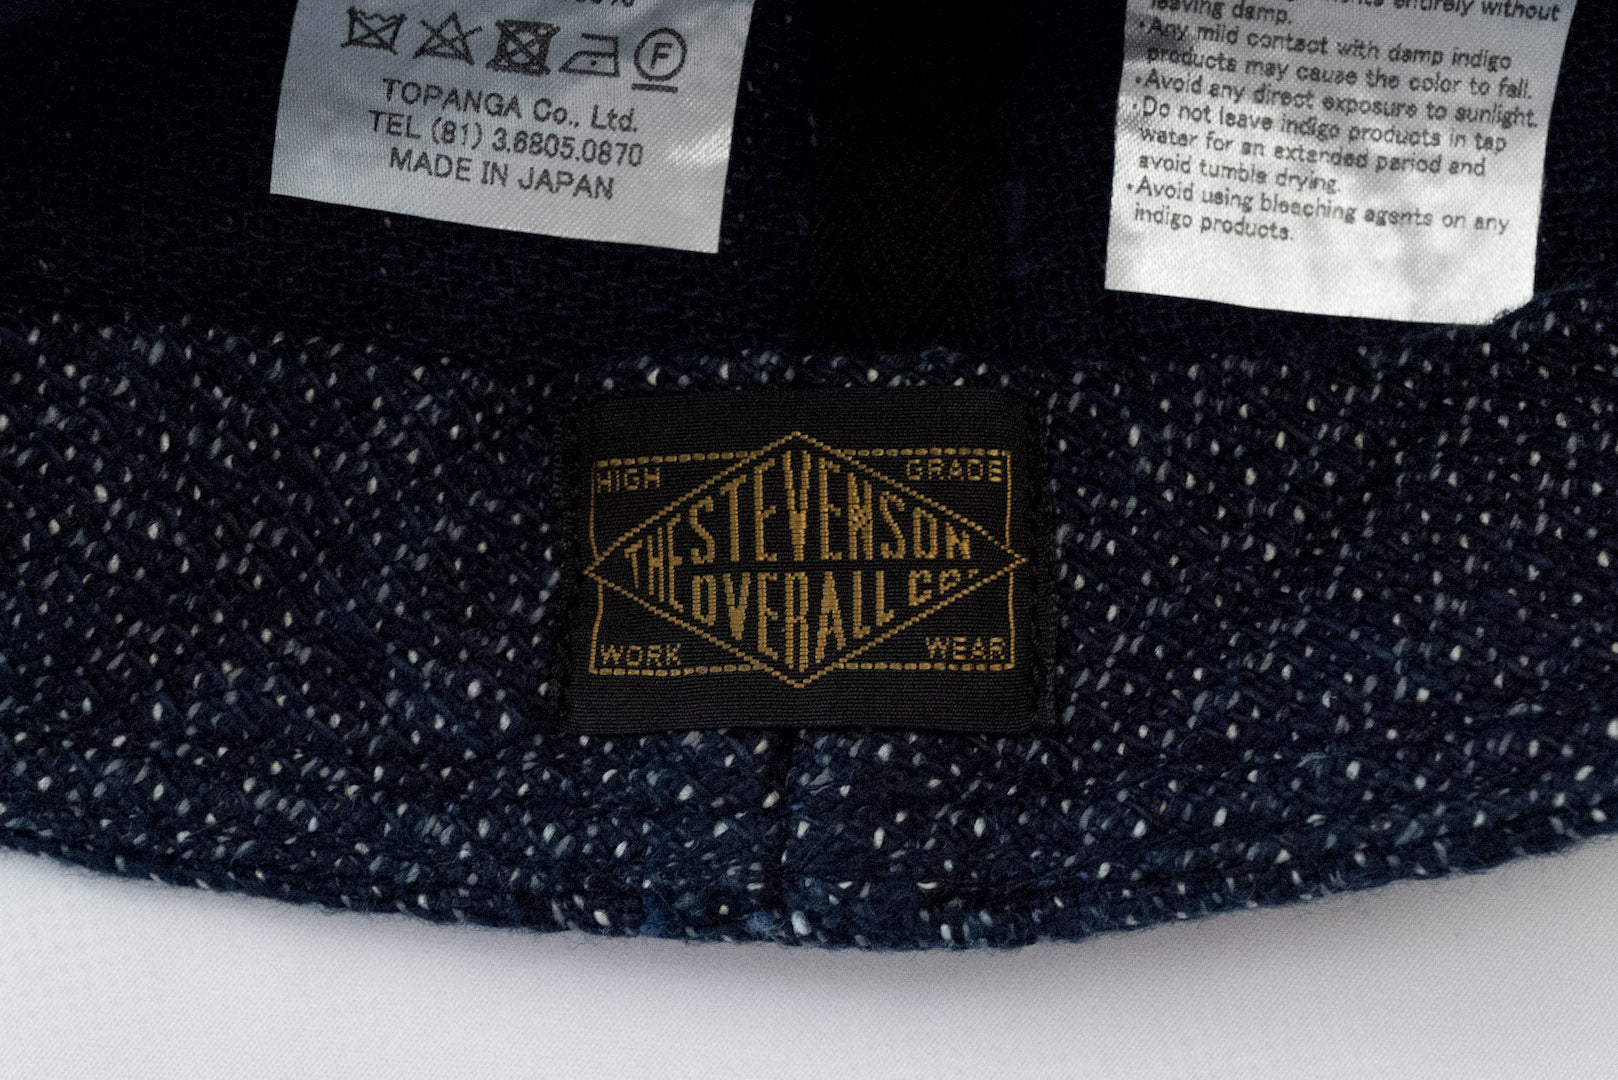 F
TOPANGA Co., Ltd.
TEL (81) 3.6805.0870
MADE IN JAPAN
entirely without
leaving damp.
・Any mild contact with damp indigo
products may cause the color to fall.
・Avoid any direct exposure to sunlight.
・Do not leave indigo products in tap
water for an extended period and
avoid tumble drying.
・Avoid using bleaching agents on any
indigo products.
HIGH GRADE
THE STEVENSON
OVERALL CO.
WORK WEAR